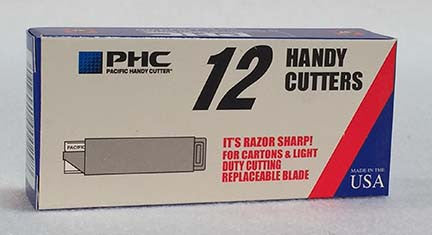 PHC
PACIFIC HANDY CUTTER®
12
HANDY
CUTTERS
PACIFIC
IT'S RAZOR SHARP!
FOR CARTONS & LIGHT
DUTY CUTTING
REPLACEABLE BLADE
MADE IN THE
USA